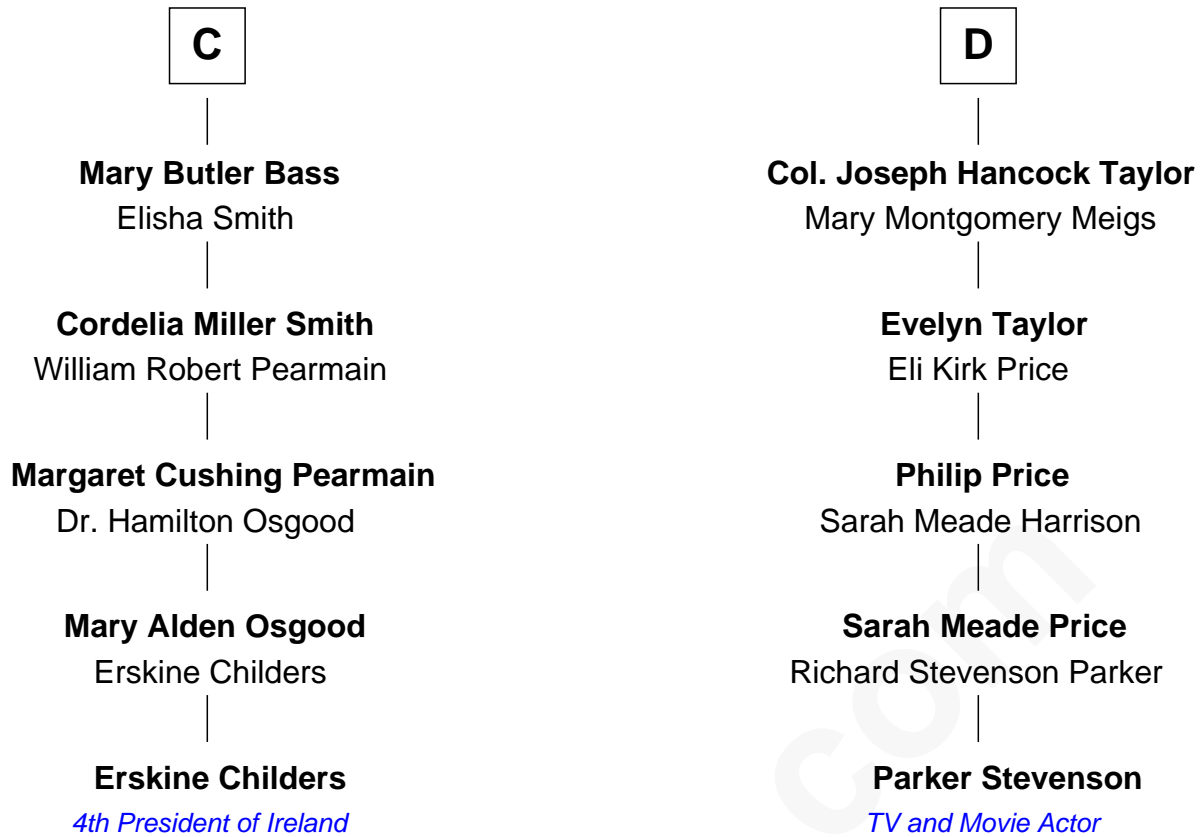 C
Mary Butler Bass
Elisha Smith
Cordelia Miller Smith
William Robert Pearmain
Margaret Cushing Pearmain
Dr. Hamilton Osgood
Mary Alden Osgood
Erskine Childers
Erskine Childers
4th President of Ireland
D
Col. Joseph Hancock Taylor
Mary Montgomery Meigs
Evelyn Taylor
Eli Kirk Price
Philip Price
Sarah Meade Harrison
Sarah Meade Price
Richard Stevenson Parker
Parker Stevenson
TV and Movie Actor
com